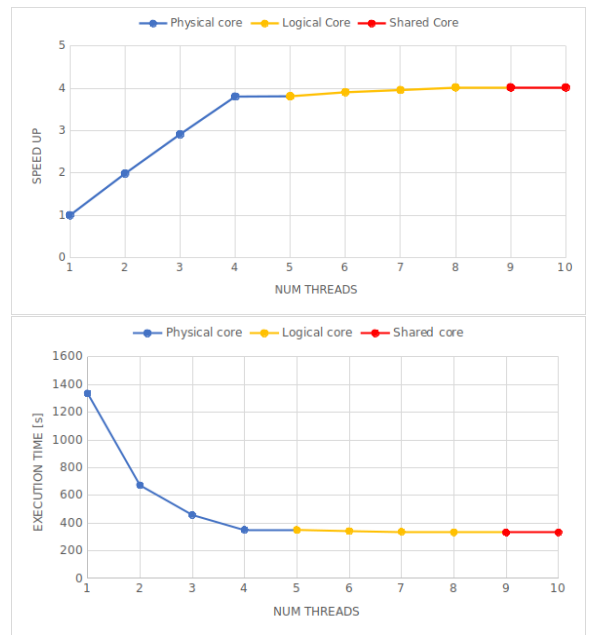 Physical core Logical Core Shared Core
5
4
3
2
1
0
SPEED UP
1 2 3 4 5 6 7 8 9 10
NUM THREADS
Physical core Logical core Shared core
1600
1400
1200
1000
800
600
400
200
0
EXECUTION TIME [s]
1 2 3 4 5 6 7 8 9 10
NUM THREADS